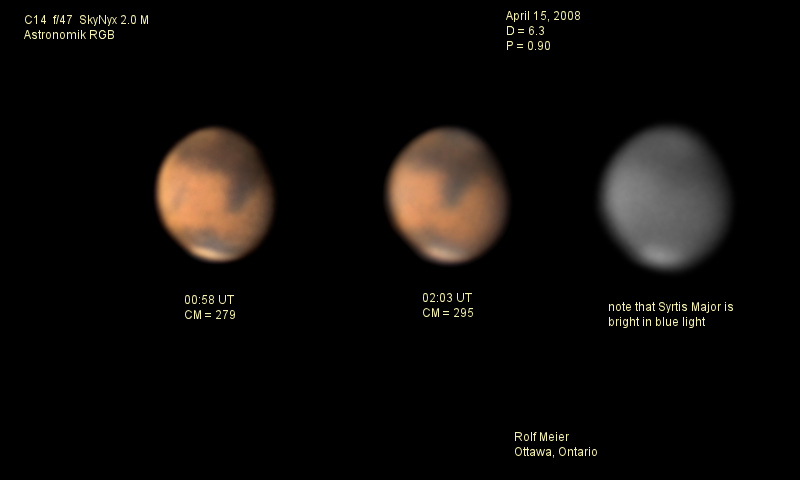 C14 f/47 SkyNyx 2.0 M
Astronomik RGB
April 15, 2008
D = 6.3
P = 0.90
00:58 UT
CM = 279
02:03 UT
CM = 295
note that Syrtis Major is
bright in blue light
Rolf Meier
Ottawa, Ontario